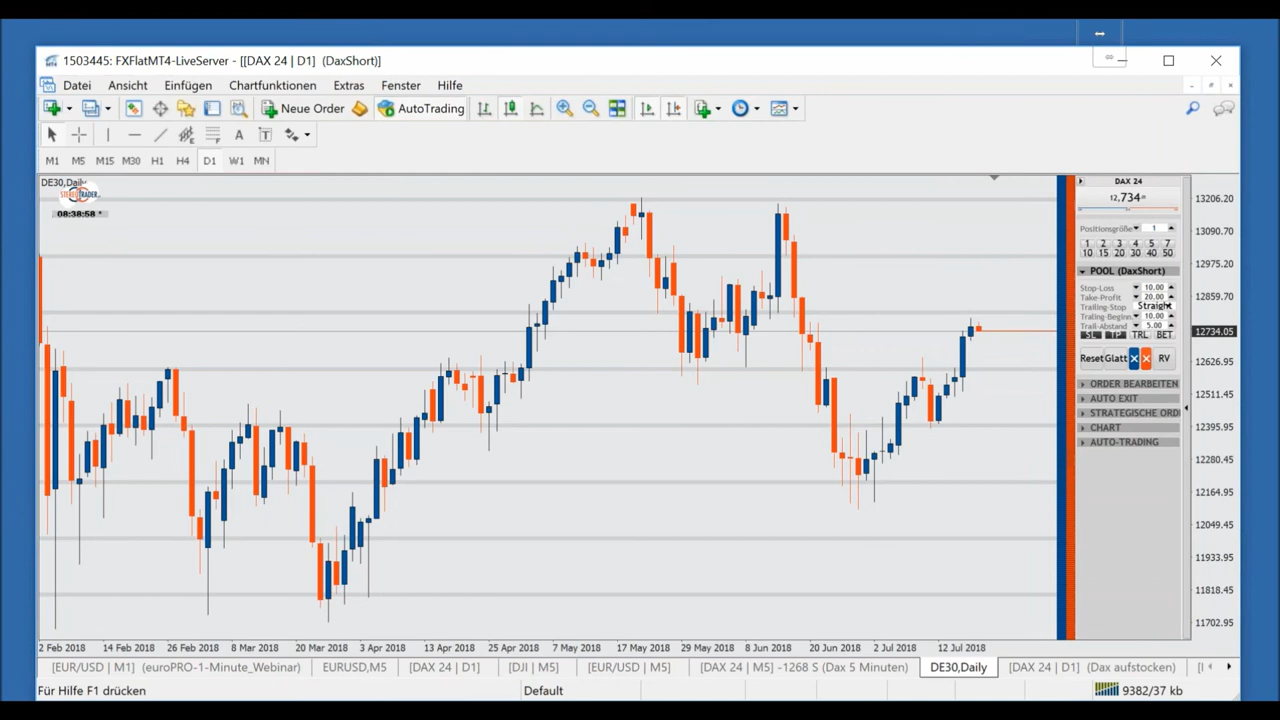 1503445: FXFlatMT4-LiveServer - [[DAX 24 | D1] (DaxShort)]
Datei Ansicht Einfügen Chartfunktionen Extras Fenster Hilfe
Neue Order AutoTrading
A T
M1 M5 M15 M30 H1 H4 D1 W1 MN
DE30,Daily
STEREOTRADER
08:38:58 *
DAX 24
12,734
Positionsgröße 1
1 2 3 4 5 7
10 15 20 30 40 50
POOL (DaxShort)
Stop-Loss 10.00
Take-Profit 20.00
Trailing-Stop Straight
Traling-Beginn 10.00
Trail-Abstand 5.00
SL TP TRL BET
Reset Glatt RV
ORDER BEARBEITEN
AUTO EXIT
STRATEGISCHE ORD
CHART
AUTO-TRADING
13206.20
13090.70
12975.20
12859.70
12734.05
12626.95
12511.45
12395.95
12280.45
12164.95
12049.45
11933.95
11818.45
11702.95
2 Feb 2018 14 Feb 2018 26 Feb 2018 8 Mar 2018 20 Mar 2018 3 Apr 2018 13 Apr 2018 25 Apr 2018 7 May 2018 17 May 2018 29 May 2018 8 Jun 2018 20 Jun 2018 2 Jul 2018 12 Jul 2018
[EUR/USD | M1] (euroPRO-1-Minute_Webinar) EURUSD,M5 [DAX 24 | D1] [DJI | M5] [EUR/USD | M5] [DAX 24 | M5] -1268 S (Dax 5 Minuten) DE30,Daily [DAX 24 | D1] (Dax aufstocken)
Für Hilfe F1 drücken Default 9382/37 kb